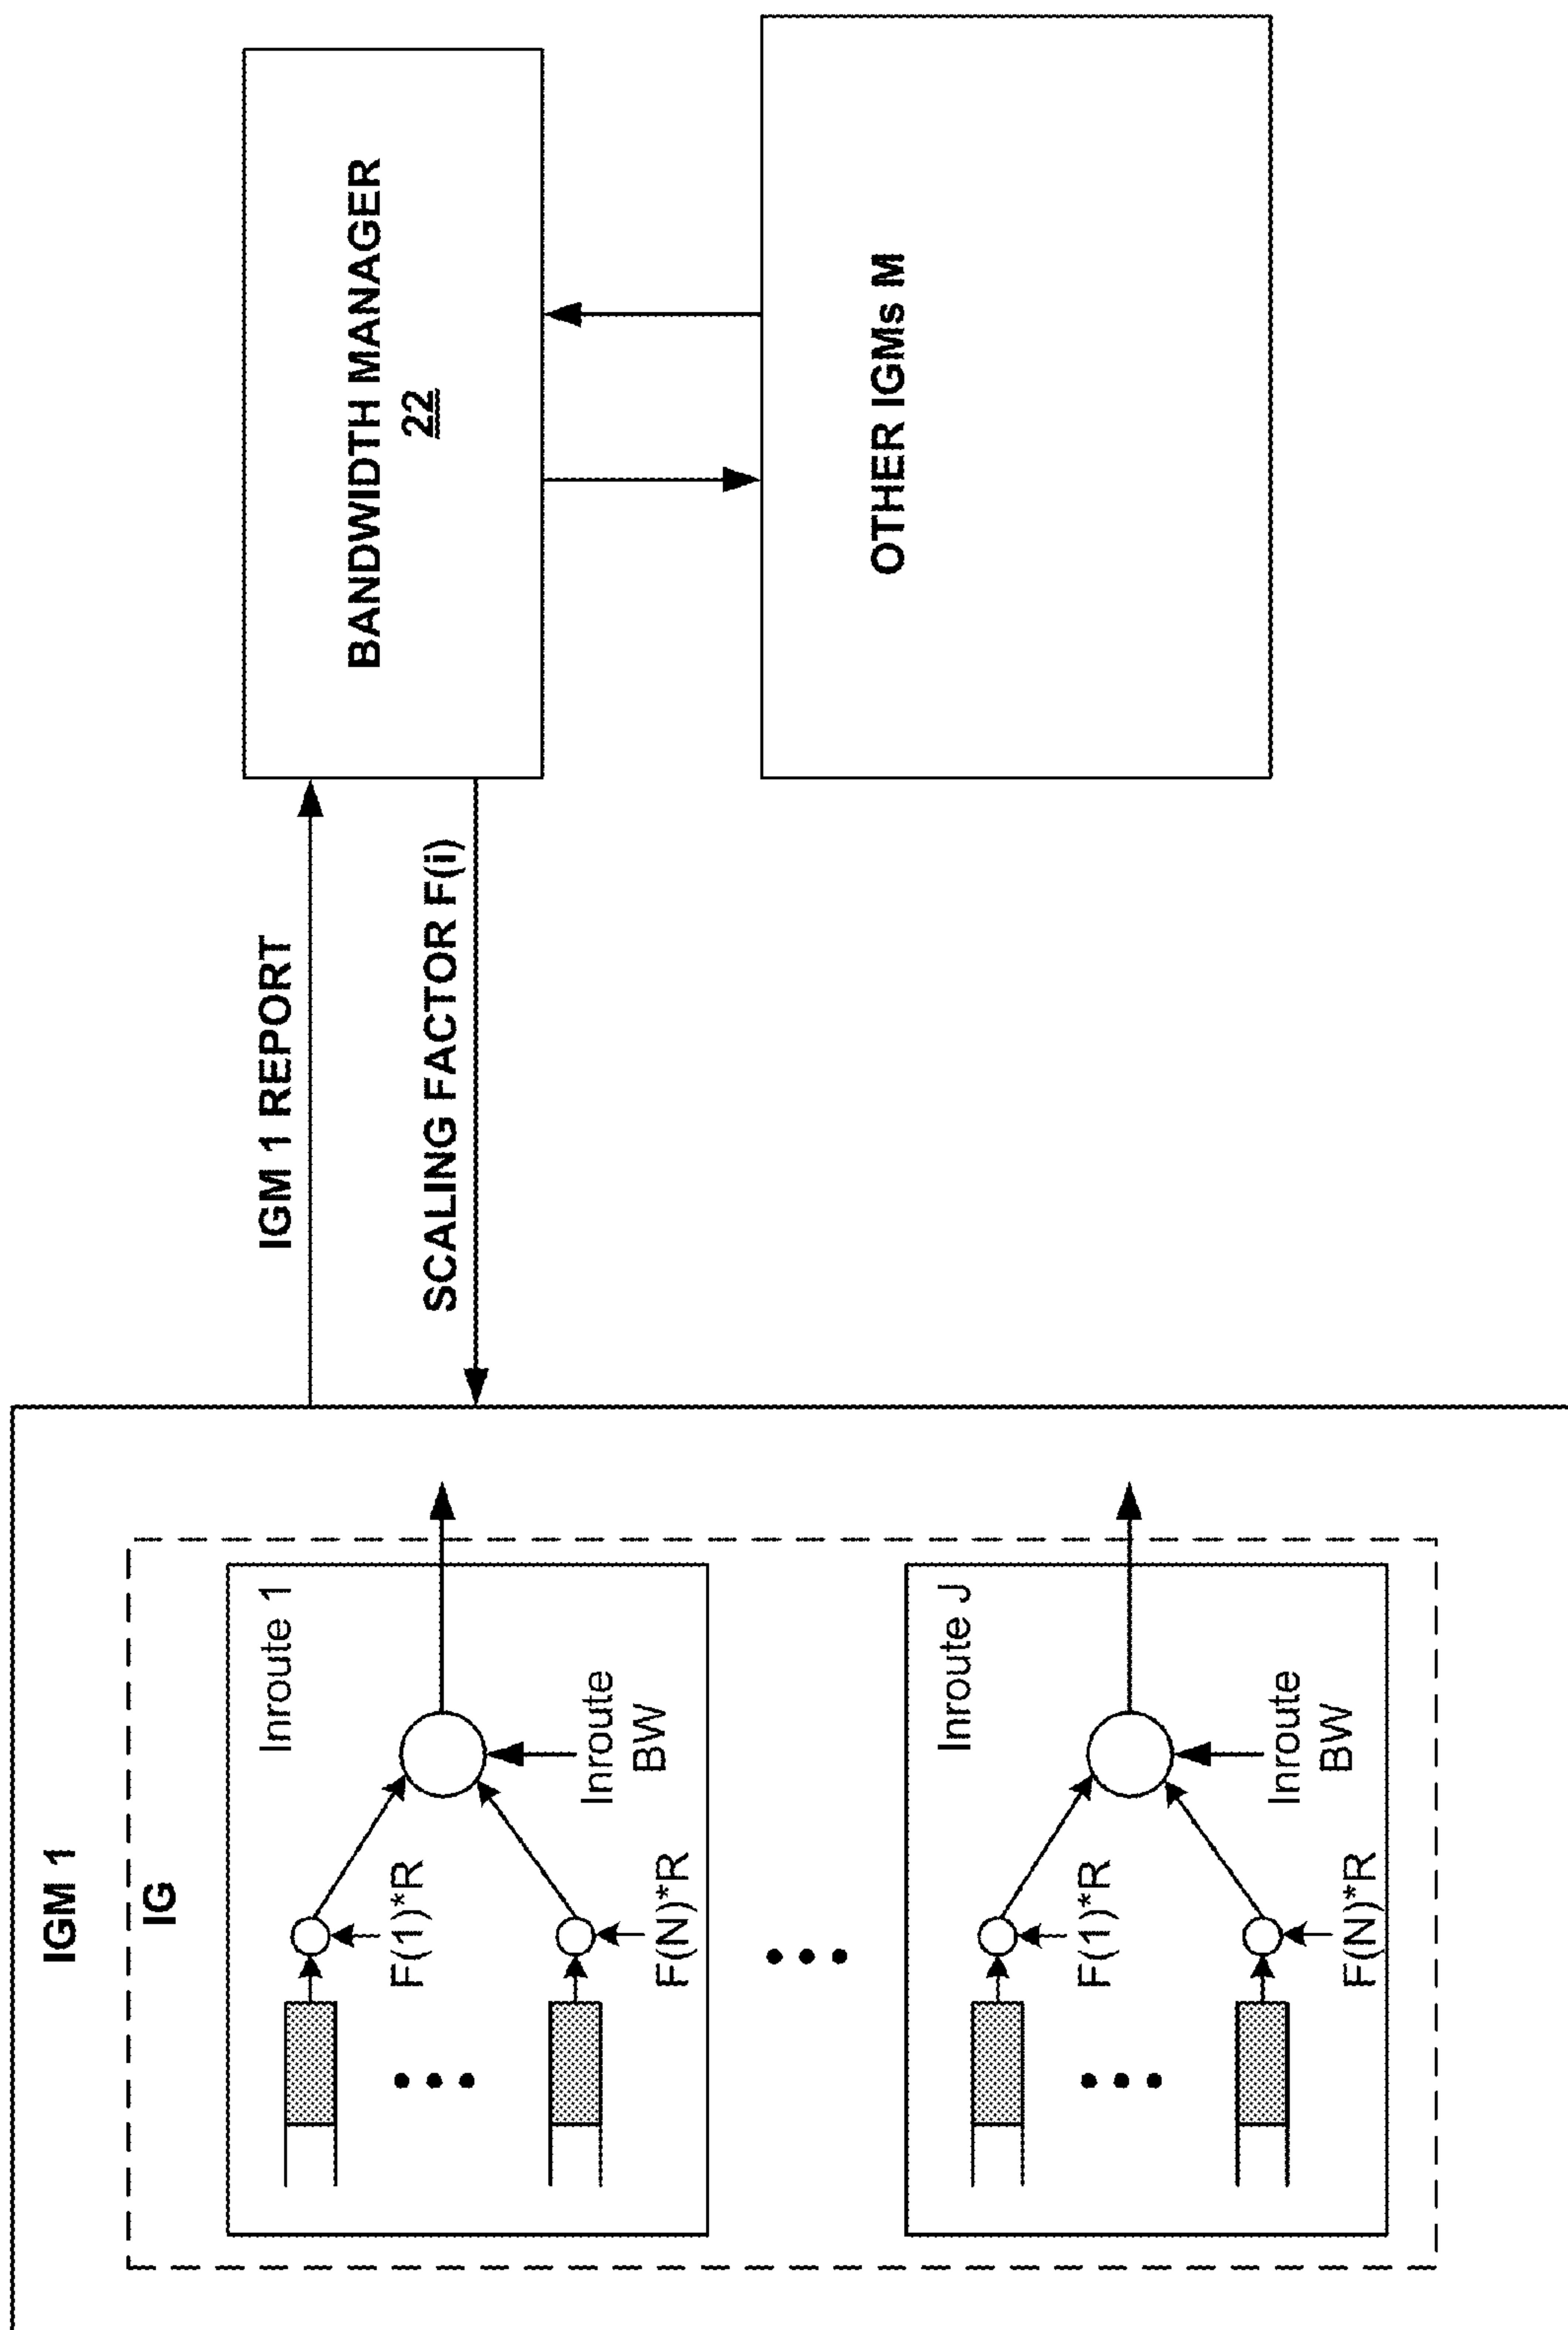 IGM 1
IG
Inroute 1
F(1)*R
F(N)*R
Inroute
BW
Inroute J
F(1)*R
F(N)*R
Inroute
BW
IGM 1 REPORT
SCALING FACTOR F(i)
BANDWIDTH MANAGER
22
OTHER IGMs M